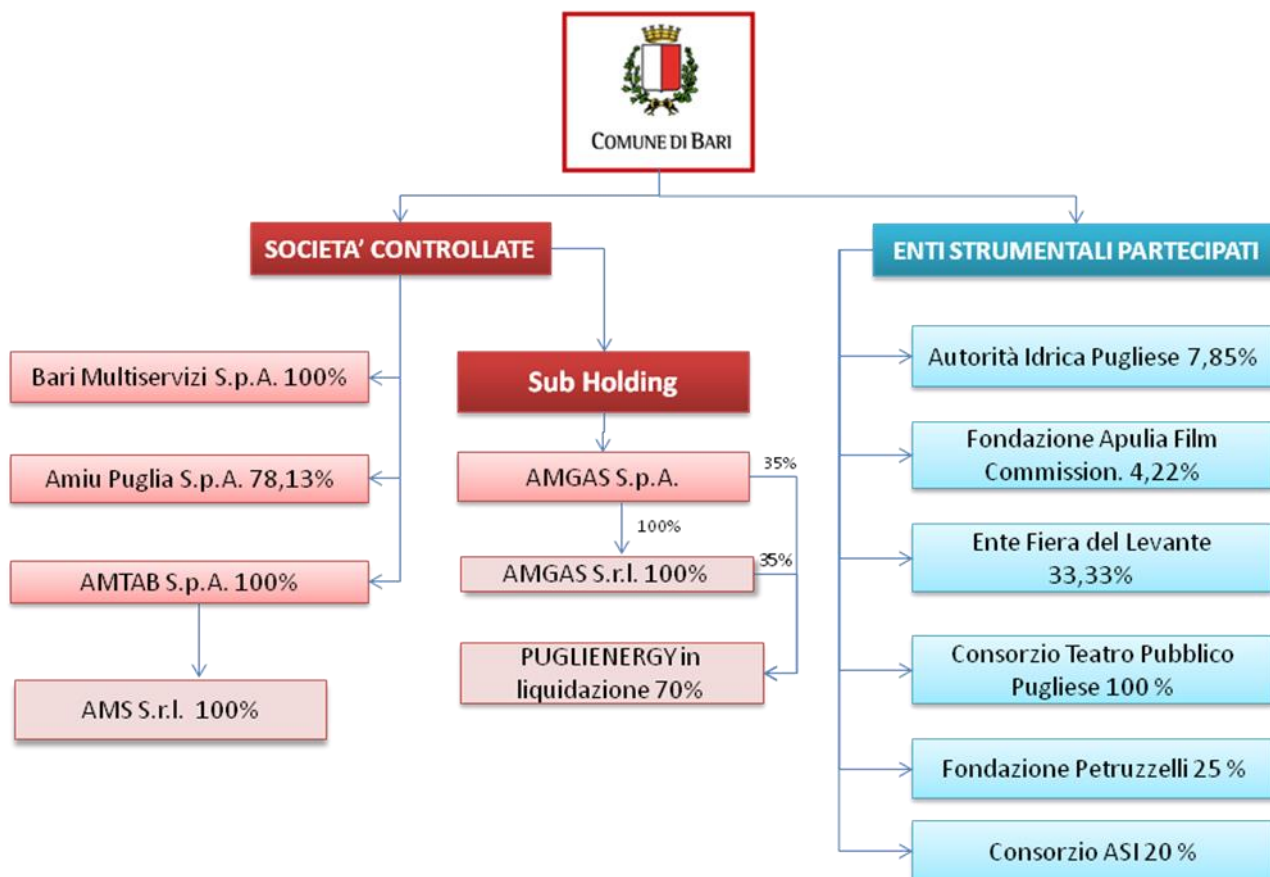 COMUNE DI BARI
SOCIETA’ CONTROLLATE
ENTI STRUMENTALI PARTECIPATI
Bari Multiservizi S.p.A. 100%
Amiu Puglia S.p.A. 78,13%
AMTAB S.p.A. 100%
AMS S.r.l. 100%
Sub Holding
AMGAS S.p.A.
35%
100%
AMGAS S.r.l. 100%
35%
PUGLIENERGY in
liquidazione 70%
Autorità Idrica Pugliese 7,85%
Fondazione Apulia Film
Commission. 4,22%
Ente Fiera del Levante
33,33%
Consorzio Teatro Pubblico
Pugliese 100 %
Fondazione Petruzzelli 25 %
Consorzio ASI 20 %